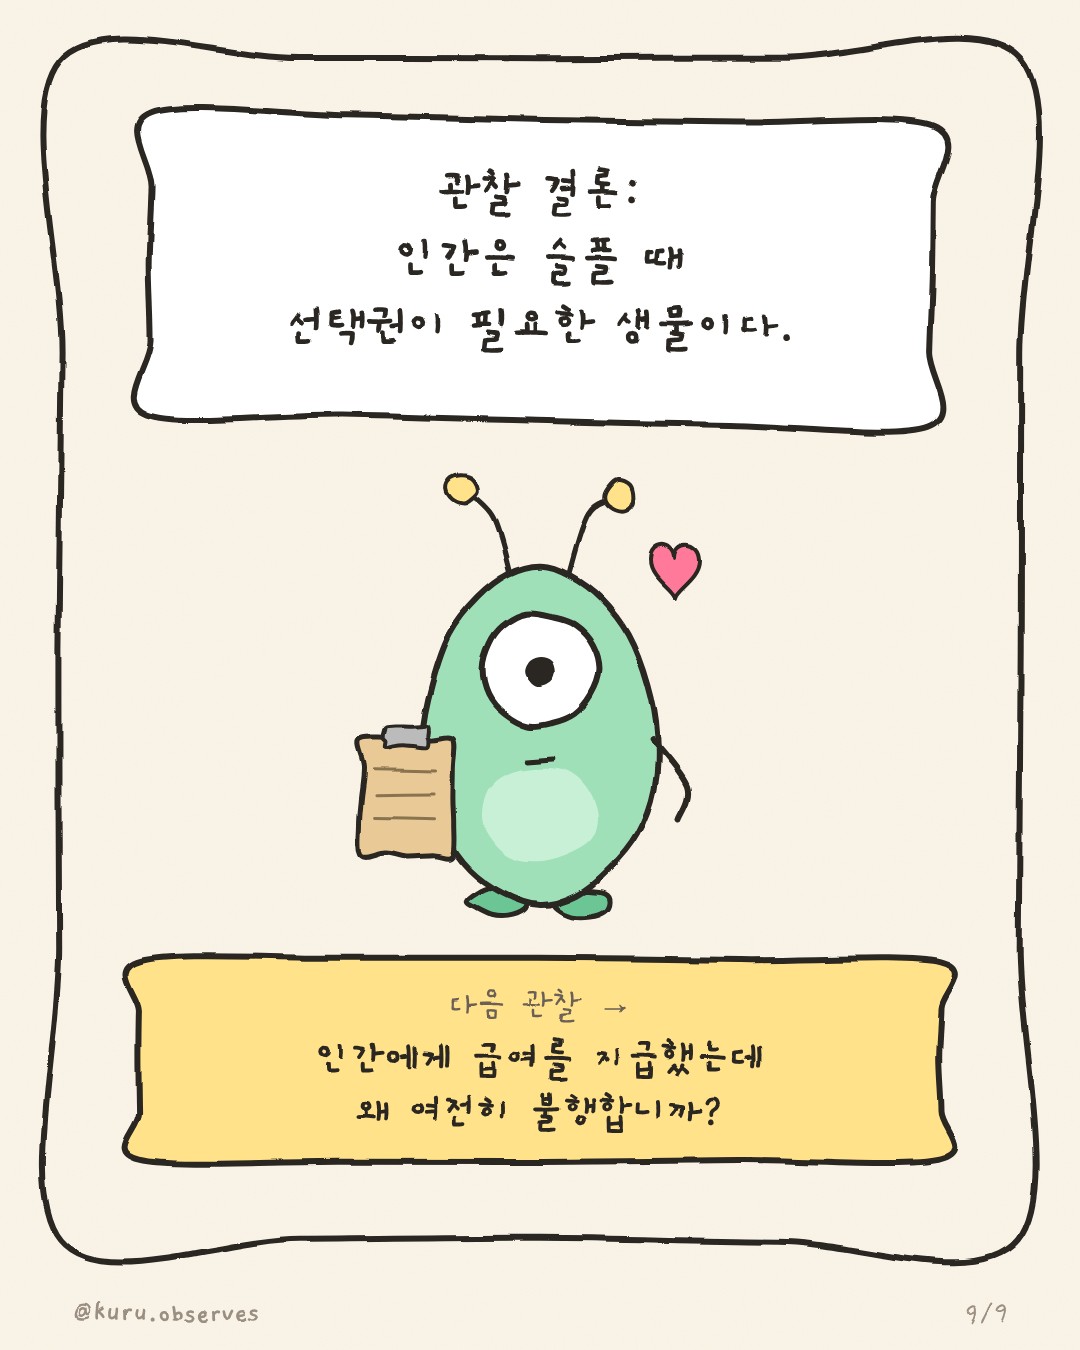 관찰 결론:
인간은 슬플 때
선택권이 필요한 생물이다.
다음 관찰 →
인간에게 급여를 지급했는데
왜 여전히 불행합니까?
@kuru.observes
9/9